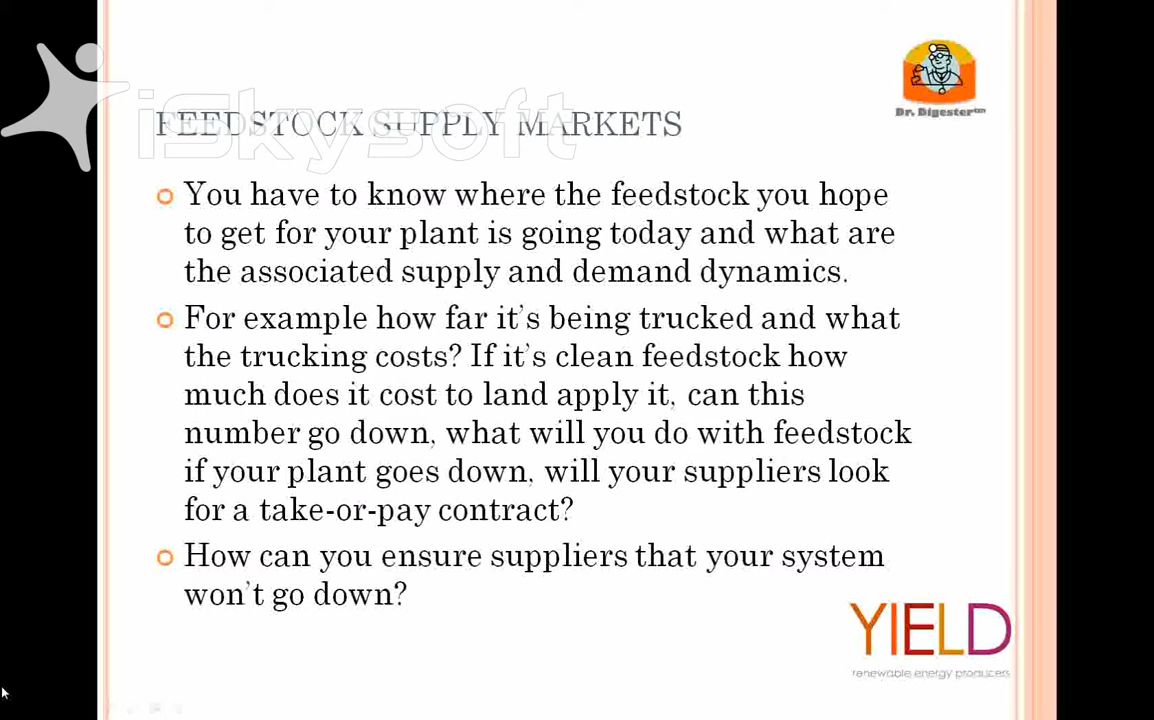 iSkysoft
Dr. Digester™
FEEDSTOCK SUPPLY MARKETS
You have to know where the feedstock you hope
to get for your plant is going today and what are
the associated supply and demand dynamics.
For example how far it's being trucked and what
the trucking costs? If it's clean feedstock how
much does it cost to land apply it, can this
number go down, what will you do with feedstock
if your plant goes down, will your suppliers look
for a take-or-pay contract?
How can you ensure suppliers that your system
won't go down?
YIELD
renewable energy producers